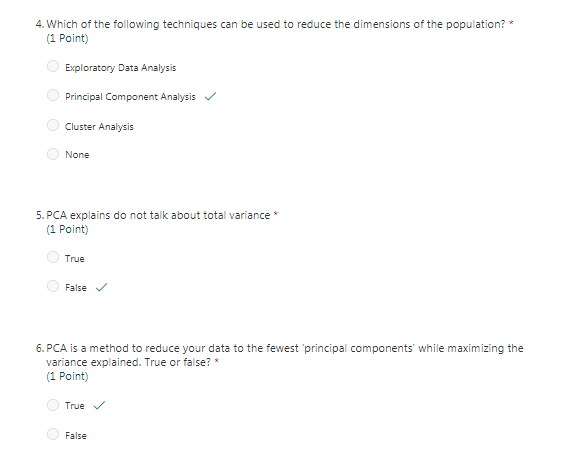 4. Which of the following techniques can be used to reduce the dimensions of the population? *
(1 Point)
Exploratory Data Analysis
Principal Component Analysis
Cluster Analysis
None
5. PCA explains do not talk about total variance *
(1 Point)
True
False
6. PCA is a method to reduce your data to the fewest 'principal components' while maximizing the
variance explained. True or false? *
(1 Point)
True
False